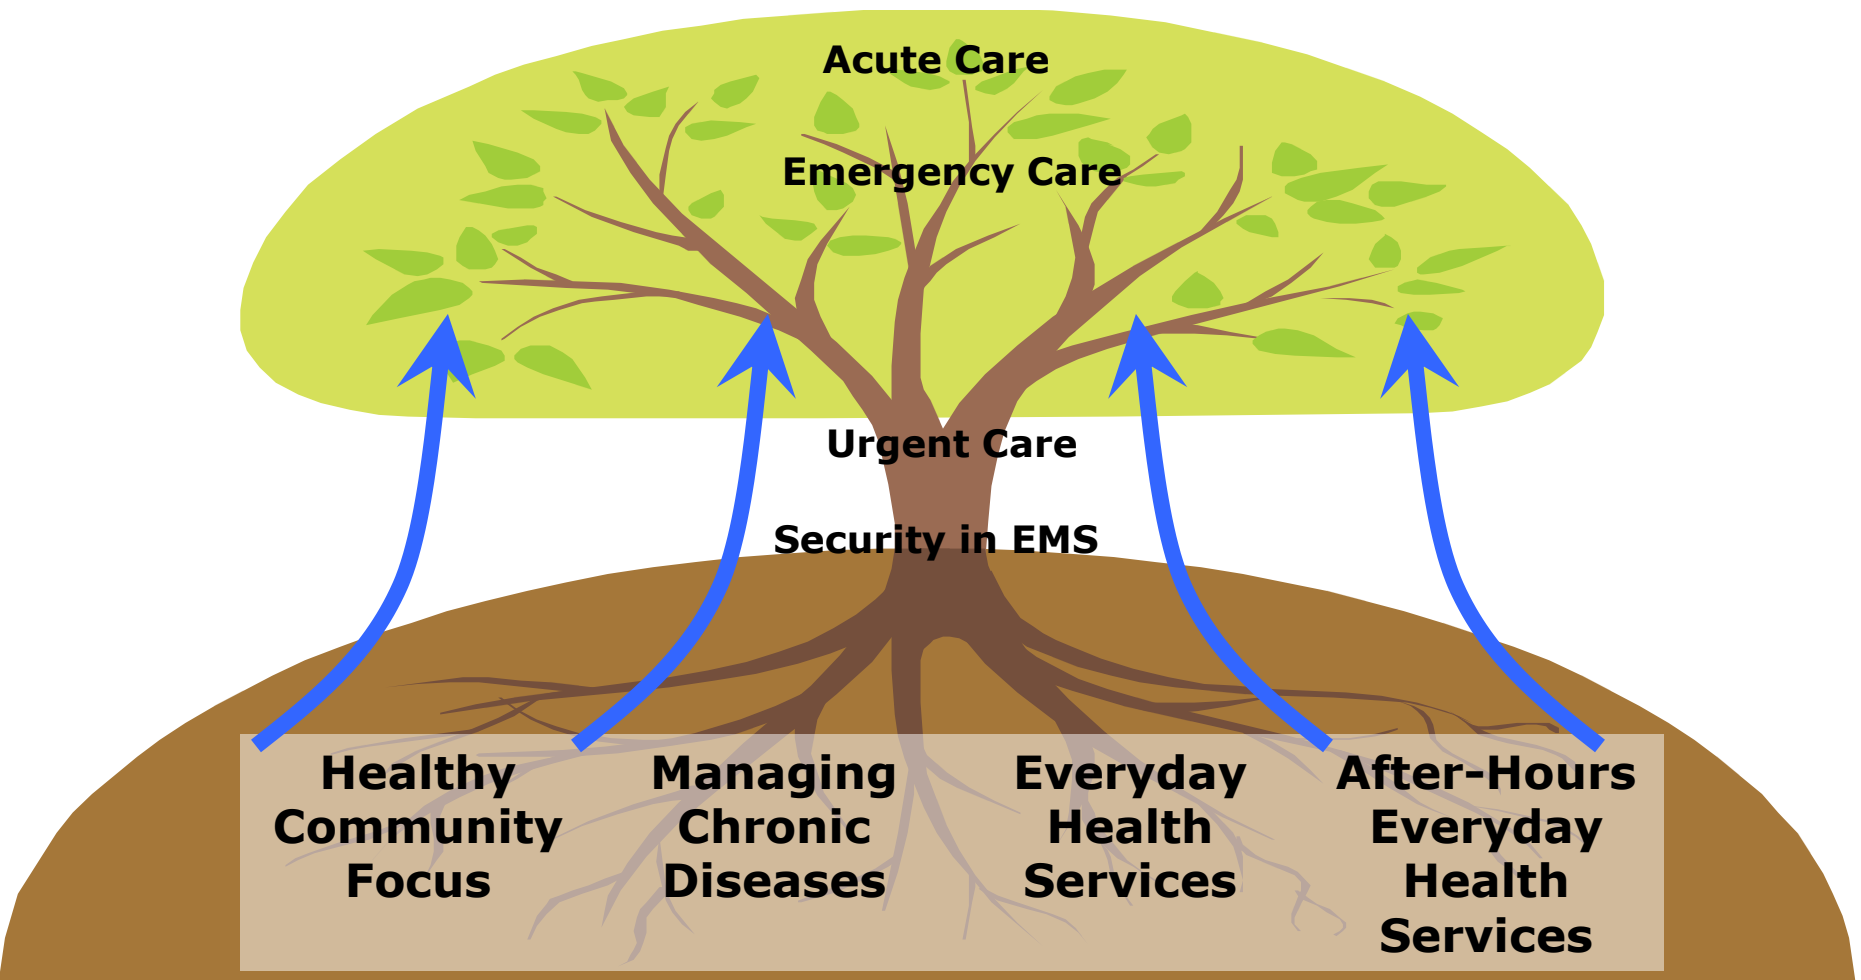 Acute Care
Emergency Care
Urgent Care
Security in EMS
Healthy
Community
Focus
Managing
Chronic
Diseases
Everyday
Health
Services
After-Hours
Everyday
Health
Services